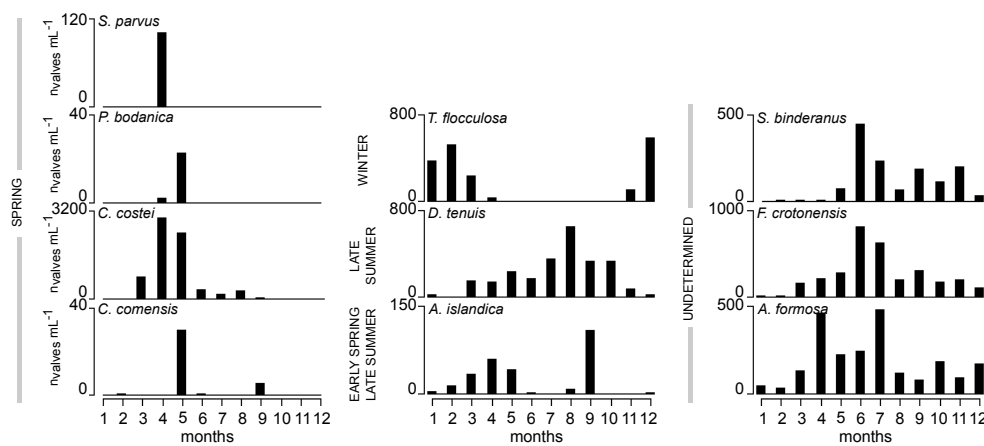 SPRING
S. parvus
nvalves mL-1
120
0
P. bodanica
nvalves mL-1
40
0
C. costei
nvalves mL-1
3200
0
C. comensis
nvalves mL-1
40
0
1 2 3 4 5 6 7 8 9 10 11 12
months
WINTER
T. flocculosa
800
0
LATE
SUMMER
D. tenuis
800
0
EARLY SPRING
LATE SUMMER
A. islandica
150
0
1 2 3 4 5 6 7 8 9 10 11 12
months
UNDETERMINED
S. binderanus
500
0
F. crotonensis
1000
0
A. formosa
500
0
1 2 3 4 5 6 7 8 9 10 11 12
months